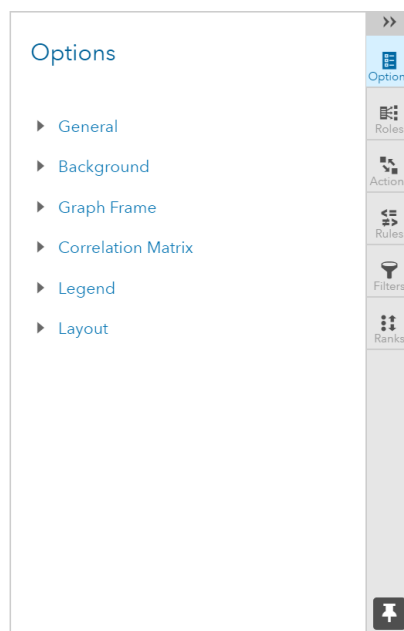 Options
General
Background
Graph Frame
Correlation Matrix
Legend
Layout
Option
Roles
Action
Rules
Filters
Ranks